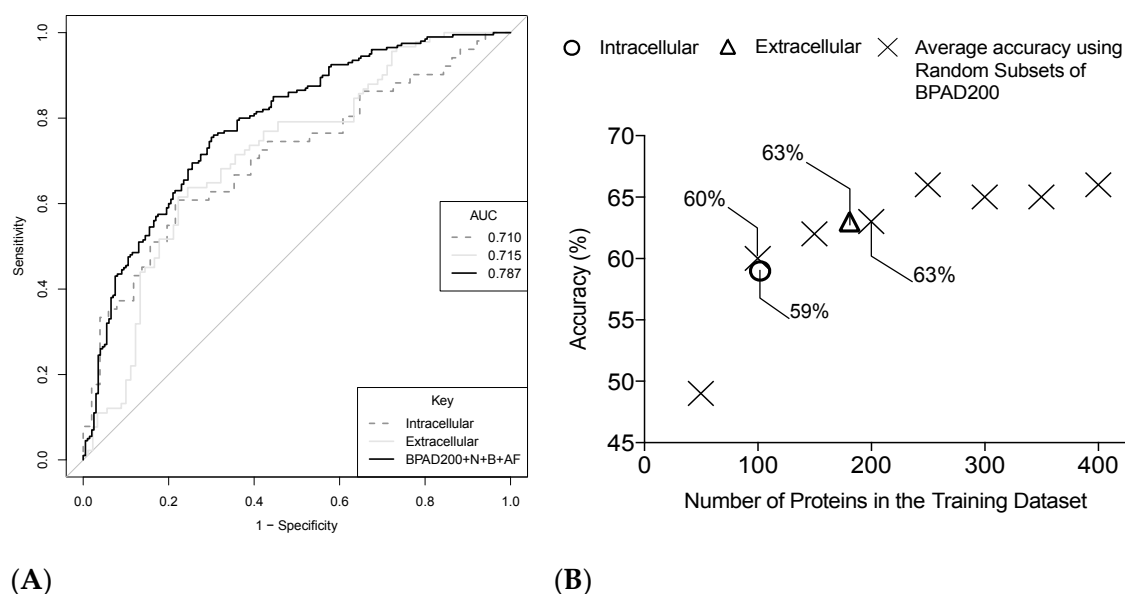 1.0
0.8
0.6
0.4
0.2
0.0
Sensitivity
AUC
0.710
0.715
0.787
Key
Intracellular
Extracellular
BPAD200+N+B+AF
0.0 0.2 0.4 0.6 0.8 1.0
1 − Specificity
(A)
Intracellular Extracellular Average accuracy using
Random Subsets of
BPAD200
70
65
60
55
50
45
Accuracy (%)
63%
60%
63%
59%
0 100 200 300 400
Number of Proteins in the Training Dataset
(B)